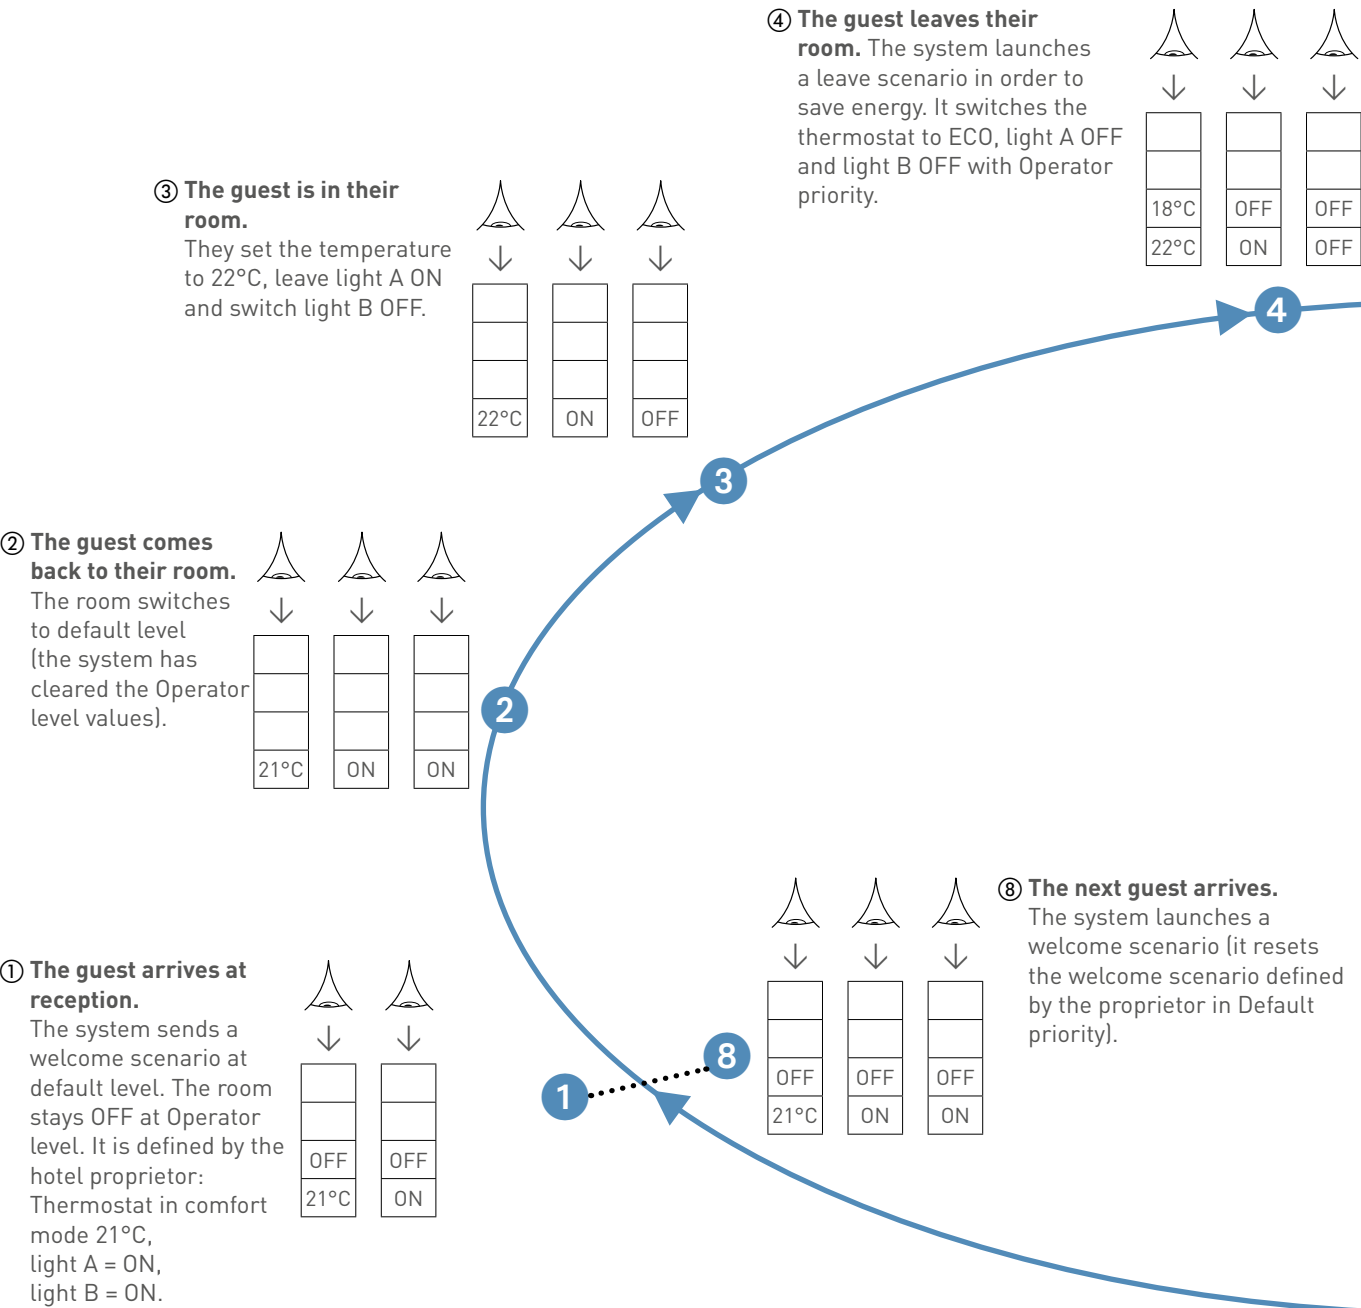 ④ The guest leaves their
room. The system launches
a leave scenario in order to
save energy. It switches the
thermostat to ECO, light A OFF
and light B OFF with Operator
priority.
18°C OFF OFF
22°C ON OFF
③ The guest is in their
room.
They set the temperature
to 22°C, leave light A ON
and switch light B OFF.
22°C ON OFF
4
3
② The guest comes
back to their room.
The room switches
to default level
(the system has
cleared the Operator
level values).
21°C ON ON
2
⑧ The next guest arrives.
The system launches a
welcome scenario (it resets
the welcome scenario defined
by the proprietor in Default
priority).
OFF OFF OFF
21°C ON ON
8
1
① The guest arrives at
reception.
The system sends a
welcome scenario at
default level. The room
stays OFF at Operator
level. It is defined by the
hotel proprietor:
Thermostat in comfort
mode 21°C,
light A = ON,
light B = ON.
OFF OFF
21°C ON